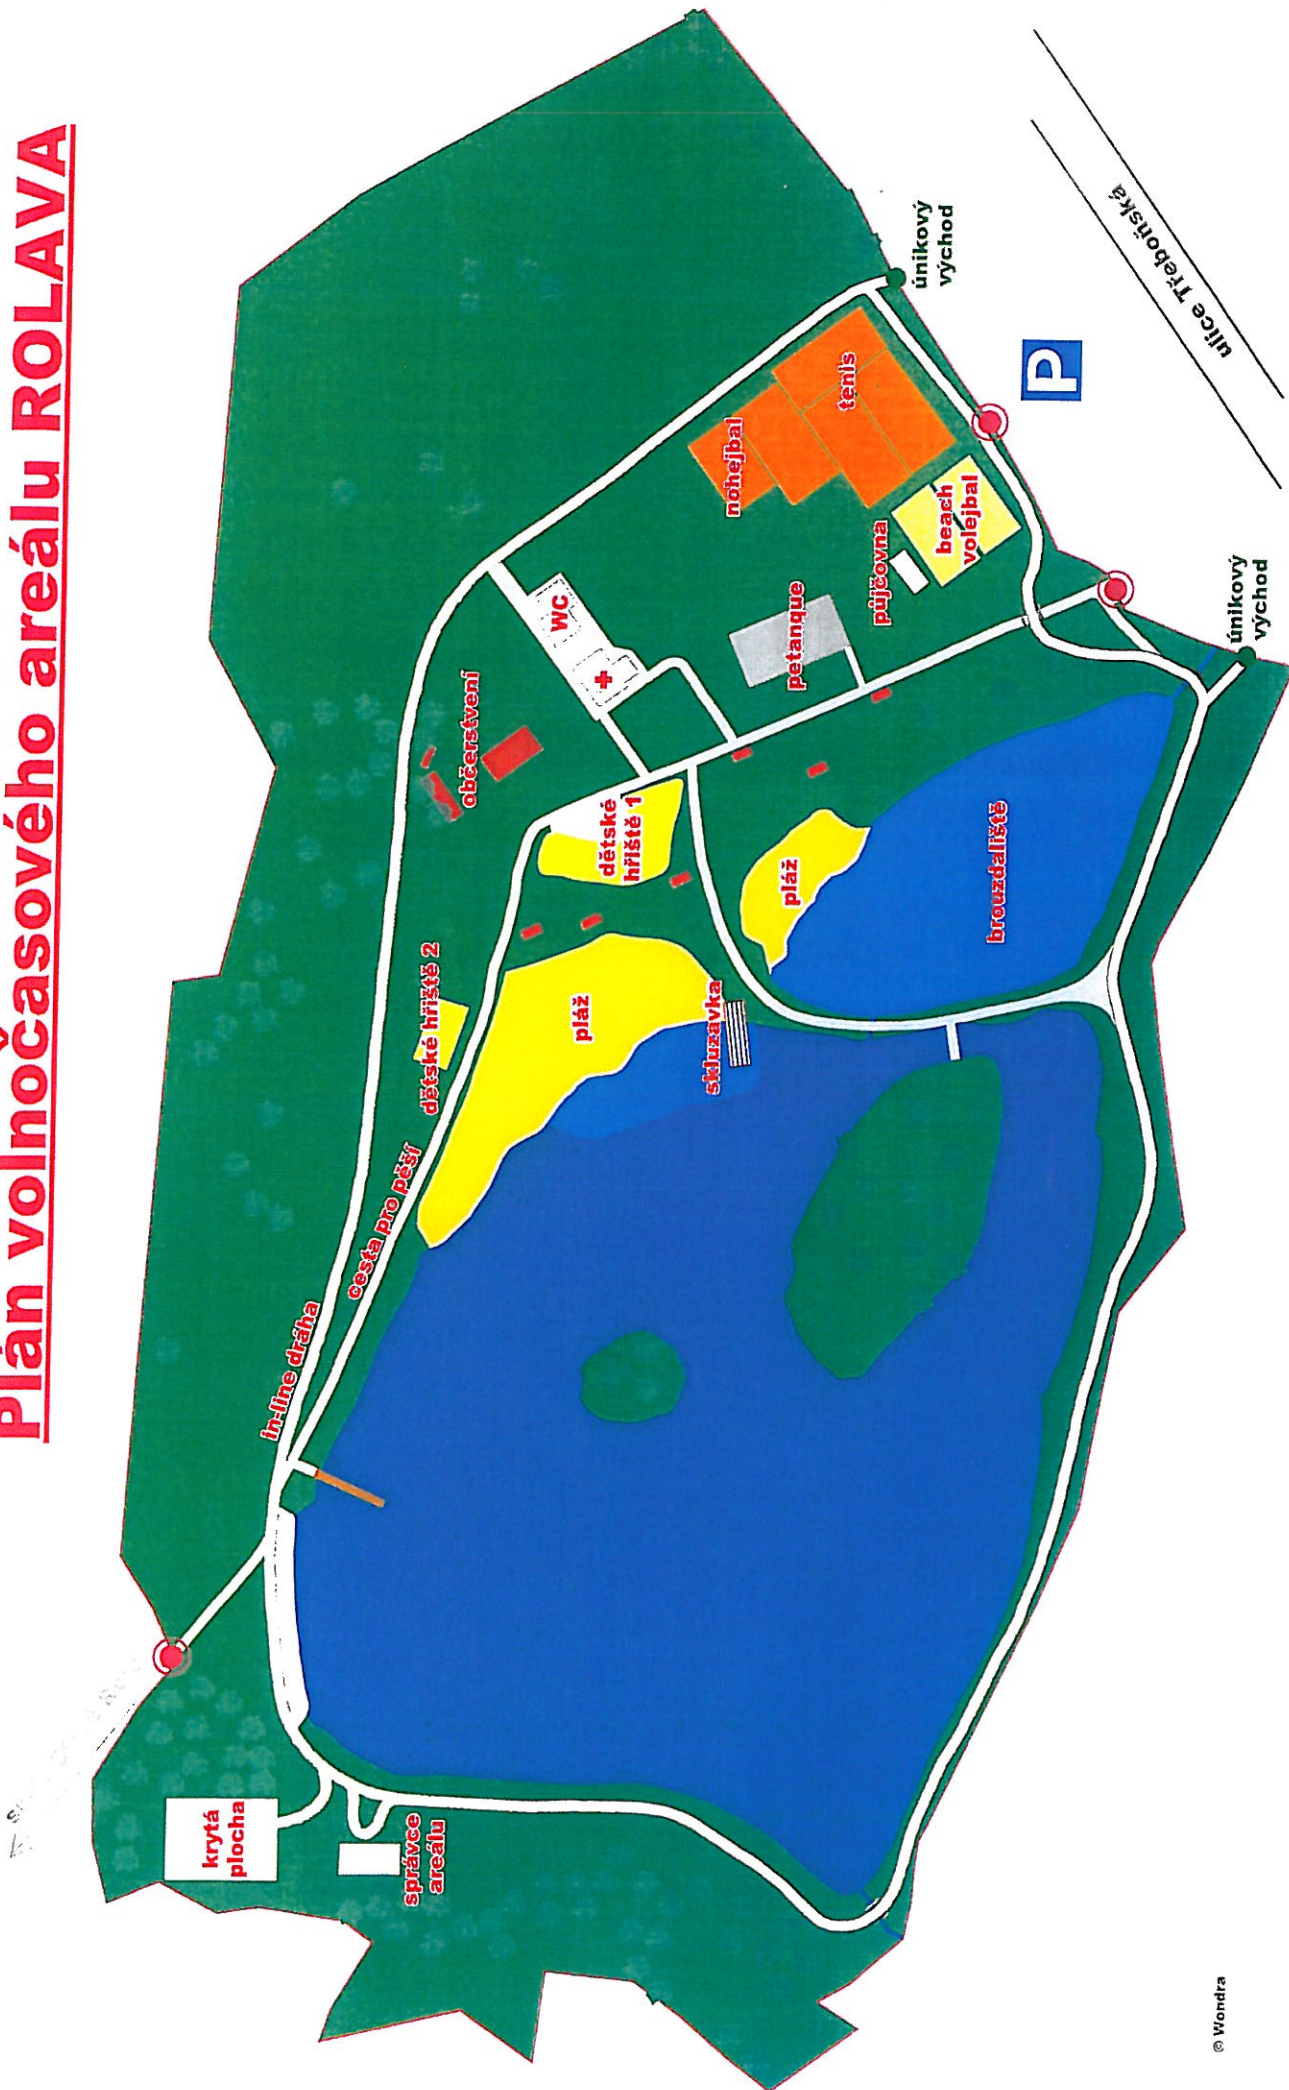 Plán volnočasového areálu ROLAVA
krytá
plocha
správce
areálu
in-line dráha
cesta pro pěší
dětské hřiště 2
občerstvení
WC
dětské
hřiště 1
pláž
skluzavka
pláž
brouzdaliště
petanque
půjčovna
nohejbal
tenis
beach
volejbal
únikový
východ
P
únikový
východ
ulice Třeboňská
© Wondra